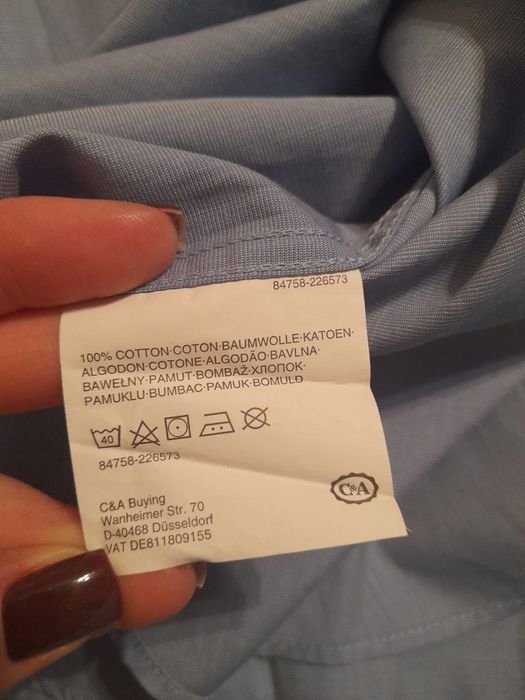 84758-226573
100% COTTON·COTON·BAUMWOLLE·KATOEN·
ALGODON·COTONE·ALGODÃO·BAVLNA·
BAWEŁNY·PAMUT·BOMBAŽ·ХЛОПОК·
PAMUKLU·BUMBAC·PAMUK·BOMULD
40
84758-226573
C&A Buying
Wanheimer Str. 70
D-40468 Düsseldorf
VAT DE811809155
C&A